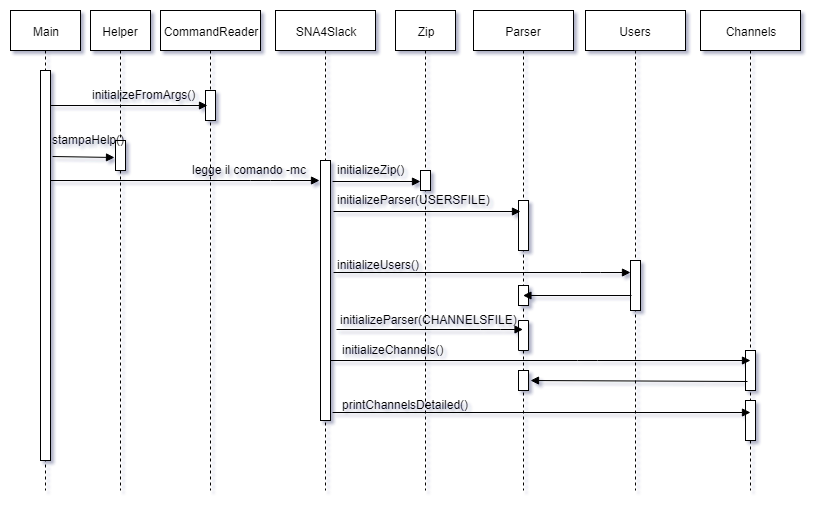 Main
Helper
CommandReader
SNA4Slack
Zip
Parser
Users
Channels
initializeFromArgs()
stampaHelp()
legge il comando -mc
initializeZip()
initializeParser(USERSFILE)
initializeUsers()
initializeParser(CHANNELSFILE)
initializeChannels()
printChannelsDetailed()